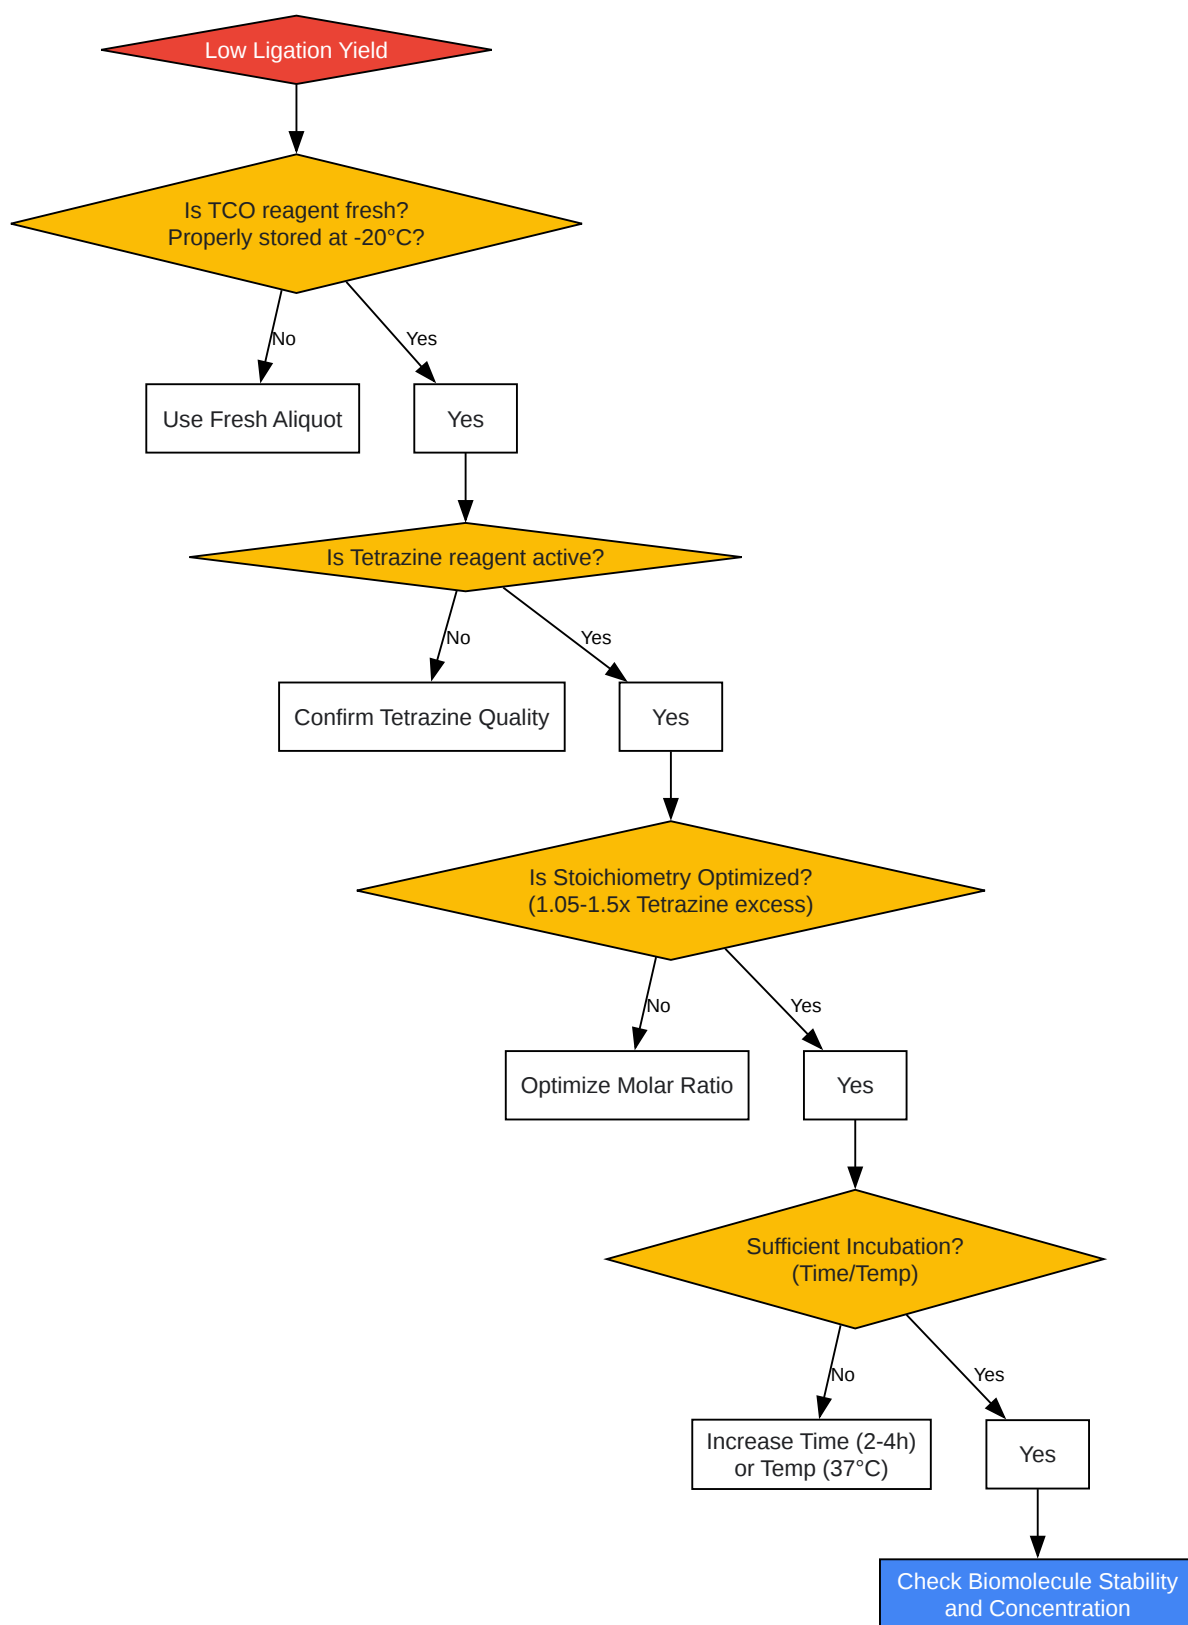 Low Ligation Yield
Is TCO reagent fresh?
Properly stored at -20°C?
No
Yes
Use Fresh Aliquot
Yes
Is Tetrazine reagent active?
No
Yes
Confirm Tetrazine Quality
Yes
Is Stoichiometry Optimized?
(1.05-1.5x Tetrazine excess)
No
Yes
Optimize Molar Ratio
Yes
Sufficient Incubation?
(Time/Temp)
No
Yes
Increase Time (2-4h)
or Temp (37°C)
Yes
Check Biomolecule Stability
and Concentration